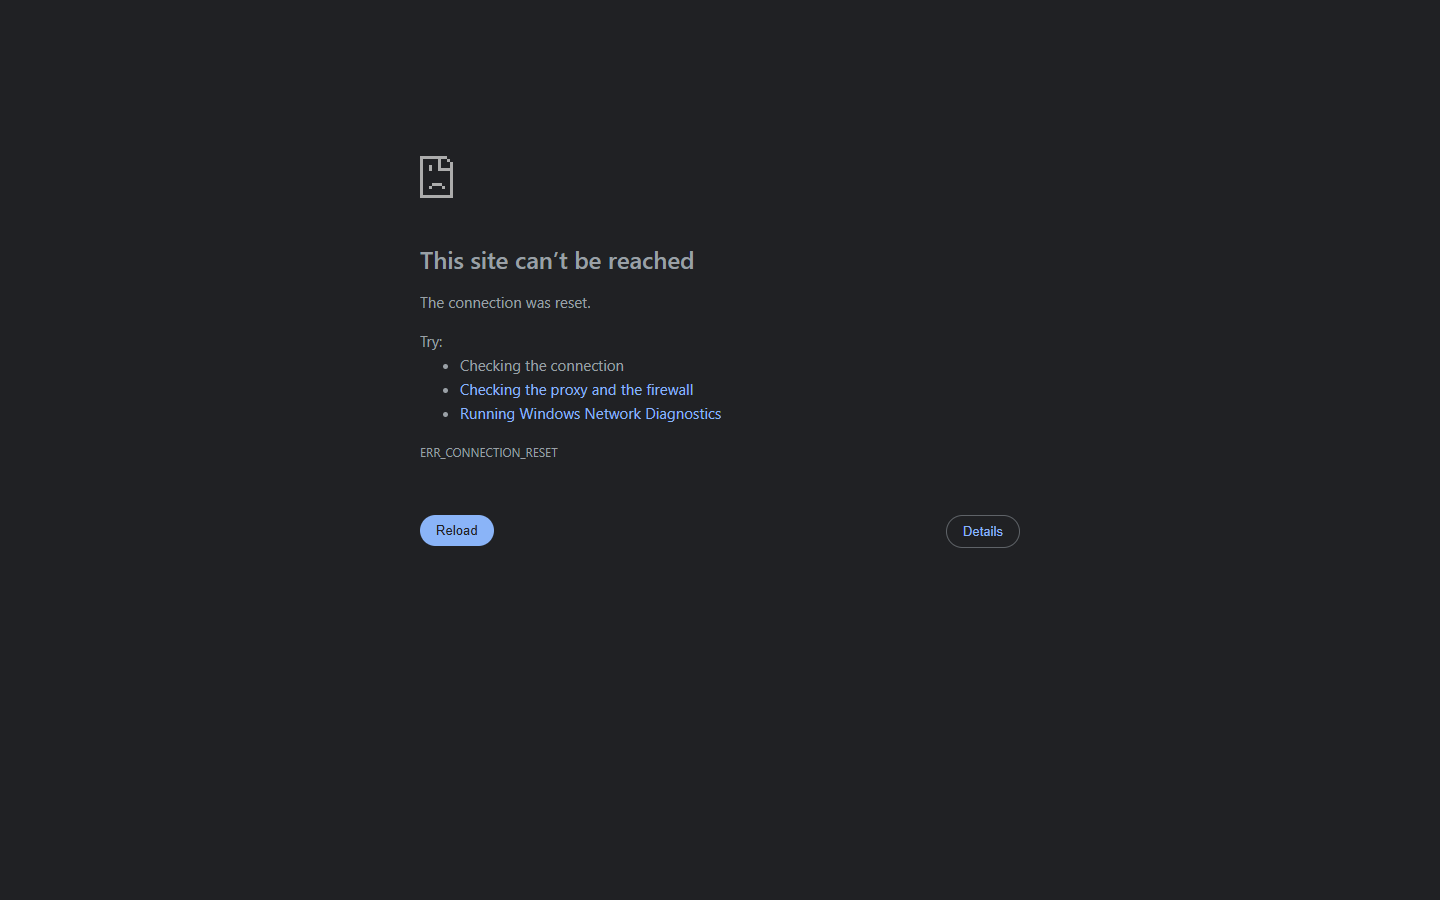 This site can’t be reached
The connection was reset.
Try:
• Checking the connection
• Checking the proxy and the firewall
• Running Windows Network Diagnostics
ERR_CONNECTION_RESET
Reload
Details